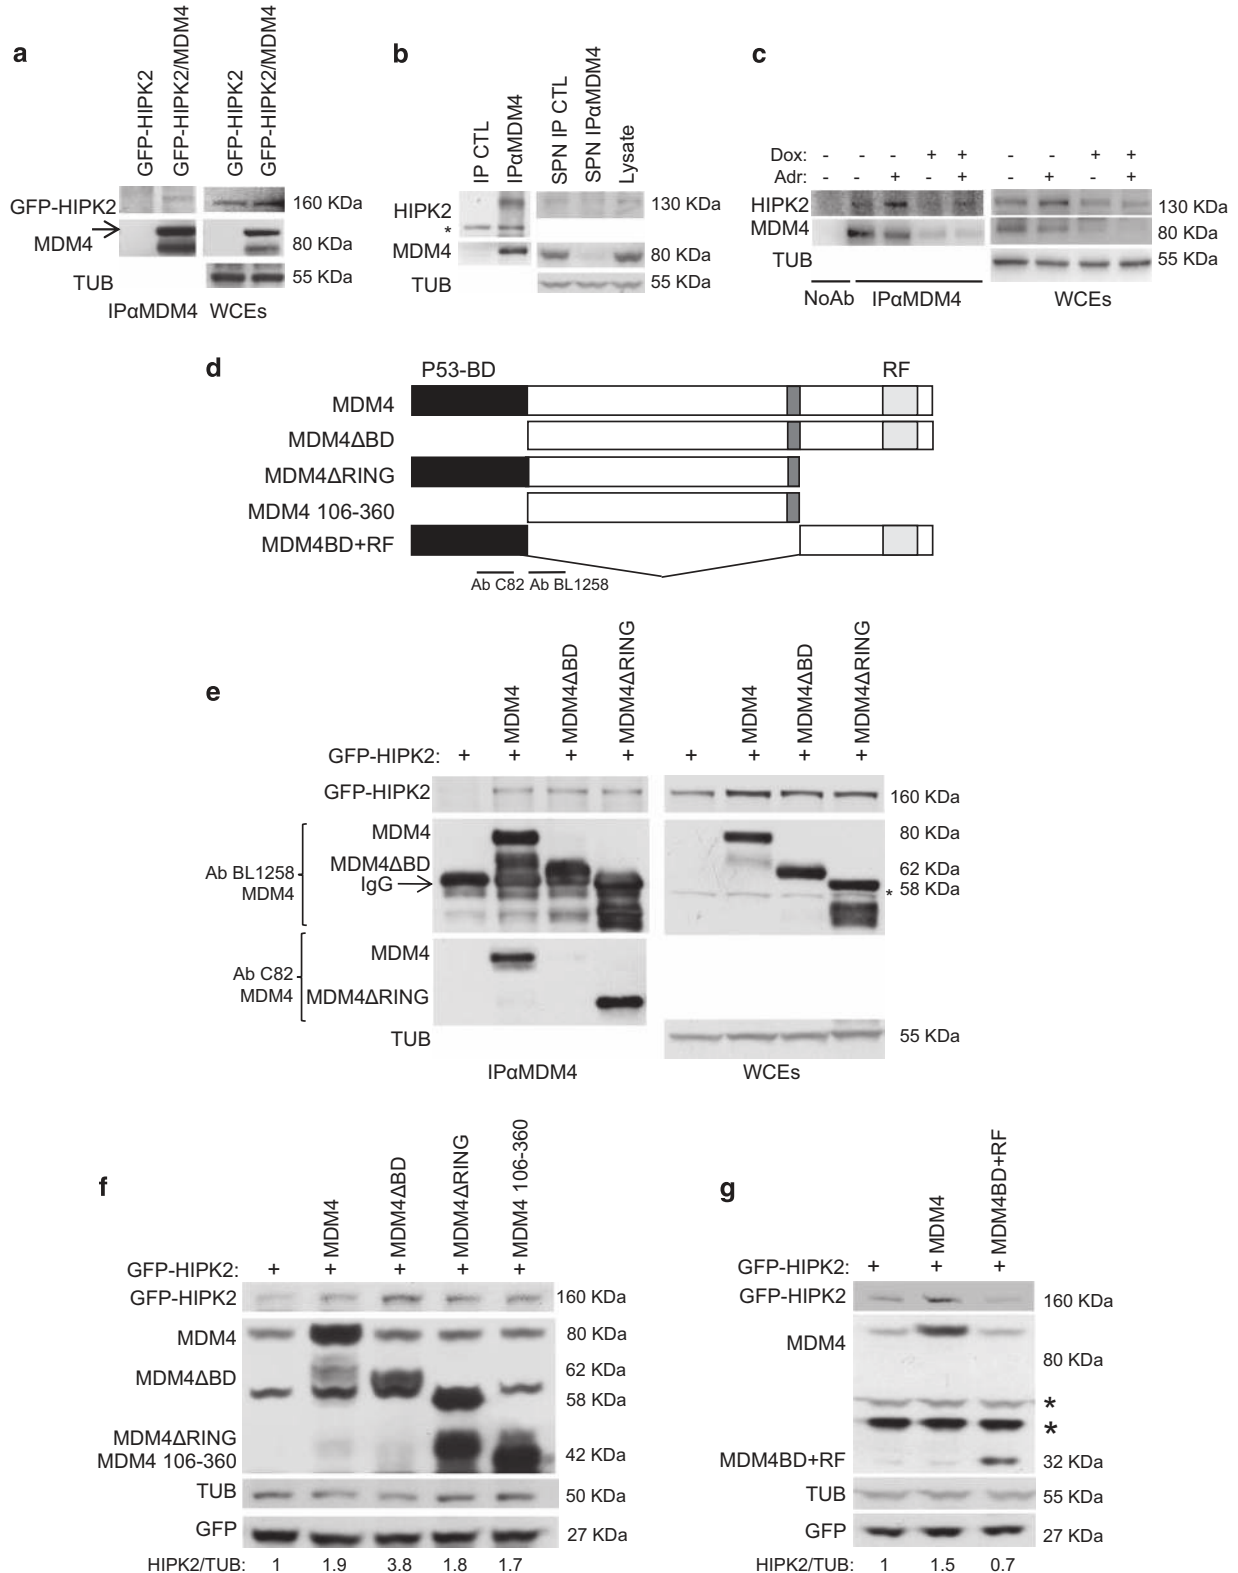 a
GFP-HIPK2
GFP-HIPK2/MDM4
GFP-HIPK2
GFP-HIPK2/MDM4
GFP-HIPK2
160 KDa
MDM4
80 KDa
TUB
55 KDa
IPαMDM4
WCEs
b
IP CTL
IPαMDM4
SPN IP CTL
SPN IPαMDM4
Lysate
HIPK2
130 KDa
*
MDM4
80 KDa
TUB
55 KDa
c
Dox: - - - + + - - + +
Adr: - - + - + - + - +
HIPK2
130 KDa
MDM4
80 KDa
TUB
55 KDa
NoAb
IPαMDM4
WCEs
d
P53-BD
RF
MDM4
MDM4ΔBD
MDM4ΔRING
MDM4 106-360
MDM4BD+RF
Ab C82
Ab BL1258
e
MDM4
MDM4ΔBD
MDM4ΔRING
MDM4
MDM4ΔBD
MDM4ΔRING
GFP-HIPK2: + + + + + + + +
GFP-HIPK2
160 KDa
Ab BL1258
MDM4
MDM4
80 KDa
MDM4ΔBD
62 KDa
IgG
* 58 KDa
Ab C82
MDM4
MDM4
MDM4ΔRING
TUB
55 KDa
IPαMDM4
WCEs
f
MDM4
MDM4ΔBD
MDM4ΔRING
MDM4 106-360
GFP-HIPK2: + + + + +
GFP-HIPK2
160 KDa
MDM4
80 KDa
MDM4ΔBD
62 KDa
58 KDa
MDM4ΔRING
MDM4 106-360
42 KDa
TUB
50 KDa
GFP
27 KDa
HIPK2/TUB: 1 1.9 3.8 1.8 1.7
g
MDM4
MDM4BD+RF
GFP-HIPK2: + + +
GFP-HIPK2
160 KDa
MDM4
80 KDa
*
*
MDM4BD+RF
32 KDa
TUB
55 KDa
GFP
27 KDa
HIPK2/TUB: 1 1.5 0.7